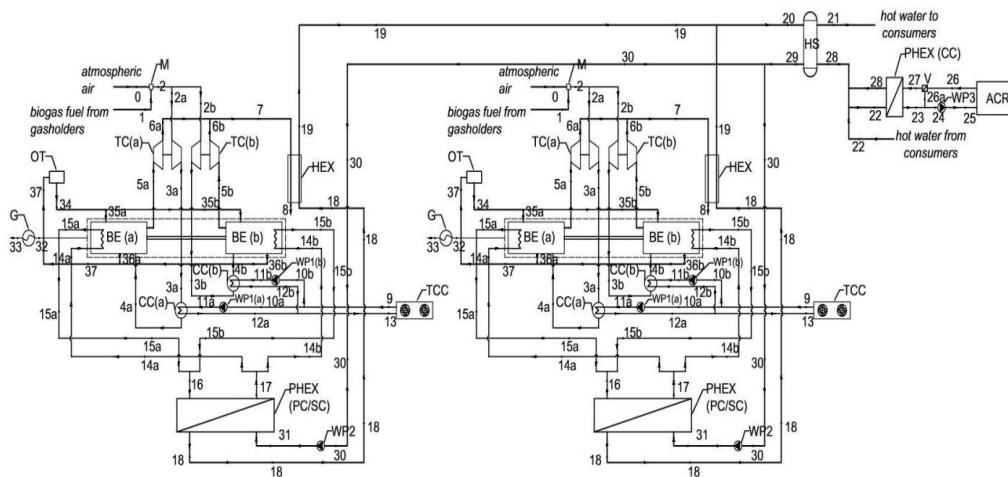 19
19
20
21
hot water to
consumers
HS
30
29
28
PHEX (CC)
28
27
V
26
26a
WP3
ACR
22
23
24
25
22
hot water from
consumers
M
atmospheric
air
0
2
2a
2b
7
biogas fuel from
gasholders
1
6a
6b
TC(a)
TC(b)
19
HEX
30
OT
37
5a
3a
5b
8
18
34
35a
35b
G
15a
15b
33
32
BE (a)
BE (b)
14a
14b
18
37
36a
36b
4b
WP1(b)
CC(b)
11b
10b
12b
15b
3a
3b
CC(a)
4a
11a
WP1(a)
10a
9
TCC
12a
13
15a
15a
15b
14b
14a
30
16
17
PHEX
(PC/SC)
18
31
WP2
30
18
18
M
atmospheric
air
0
2
2a
2b
7
biogas fuel from
gasholders
1
6a
6b
TC(a)
TC(b)
19
HEX
30
OT
37
5a
3a
5b
8
18
34
35a
35b
G
15a
15b
33
32
BE (a)
BE (b)
14a
14b
18
37
36a
36b
4b
WP1(b)
CC(b)
11b
10b
12b
15b
3a
3b
CC(a)
4a
11a
WP1(a)
10a
9
TCC
12a
13
15a
15a
15b
14b
14a
30
16
17
PHEX
(PC/SC)
18
31
WP2
30
18
18